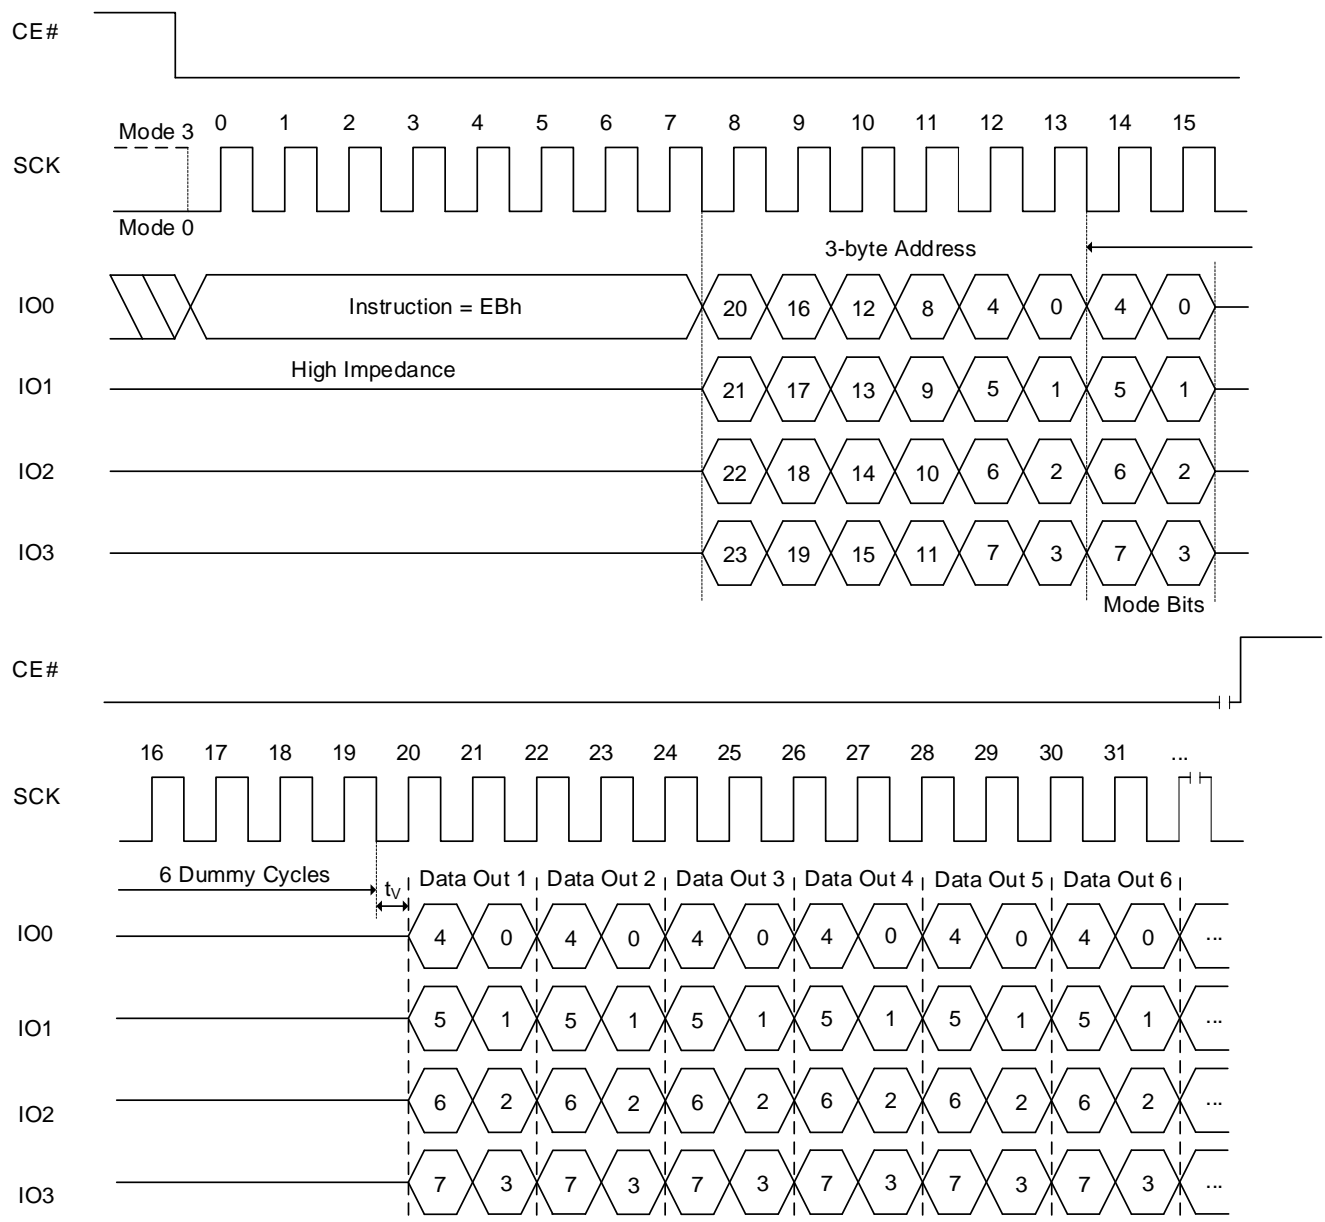 CE#
Mode 3 0 1 2 3 4 5 6 7 8 9 10 11 12 13 14 15
SCK
Mode 0
3-byte Address
IO0 Instruction = EBh 20 16 12 8 4 0 4 0
High Impedance
IO1 21 17 13 9 5 1 5 1
IO2 22 18 14 10 6 2 6 2
IO3 23 19 15 11 7 3 7 3
Mode Bits
CE#
16 17 18 19 20 21 22 23 24 25 26 27 28 29 30 31 ...
SCK
6 Dummy Cycles tV Data Out 1 Data Out 2 Data Out 3 Data Out 4 Data Out 5 Data Out 6
IO0 4 0 4 0 4 0 4 0 4 0 4 0 ...
IO1 5 1 5 1 5 1 5 1 5 1 5 1 ...
IO2 6 2 6 2 6 2 6 2 6 2 6 2 ...
IO3 7 3 7 3 7 3 7 3 7 3 7 3 ...